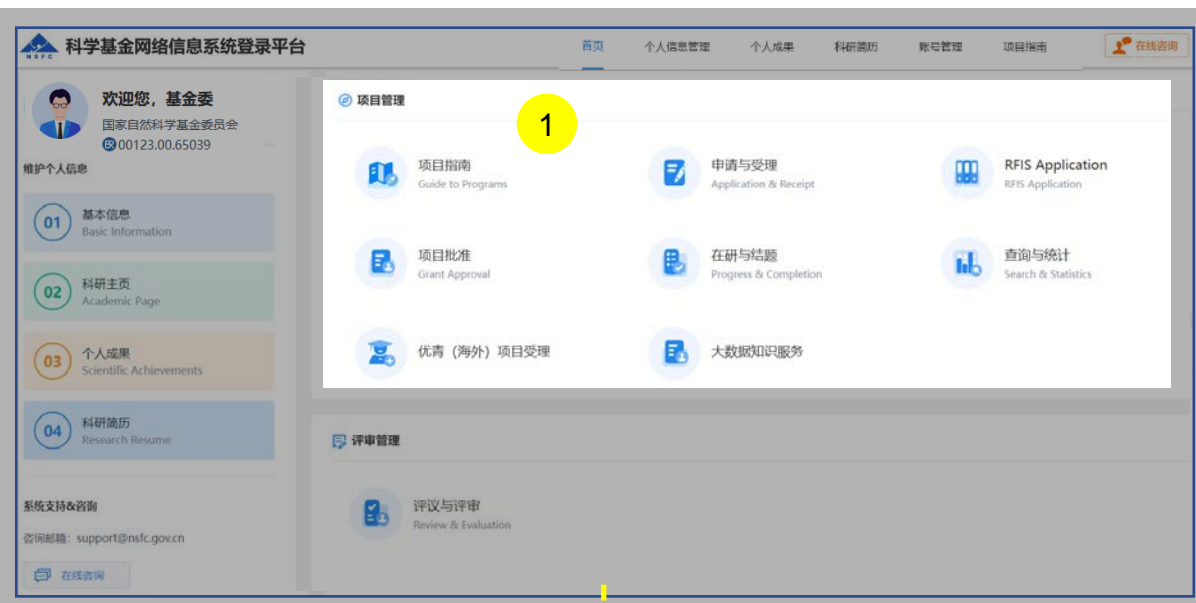 NSFC
科学基金网络信息系统登录平台
首页
个人信息管理
个人成果
科研简历
账号管理
项目指南
在线咨询
欢迎您，基金委
国家自然科学基金委员会
ID 00123.00.65039
维护个人信息
01
基本信息
Basic Information
02
科研主页
Academic Page
03
个人成果
Scientific Achievements
04
科研简历
Research Resume
系统支持&咨询
咨询邮箱：support@nsfc.gov.cn
在线咨询
项目管理
1
项目指南
Guide to Programs
申请与受理
Application & Receipt
RFIS Application
RFIS Application
项目批准
Grant Approval
在研与结题
Progress & Completion
查询与统计
Search & Statistics
优青（海外）项目受理
大数据知识服务
评审管理
评议与评审
Review & Evaluation